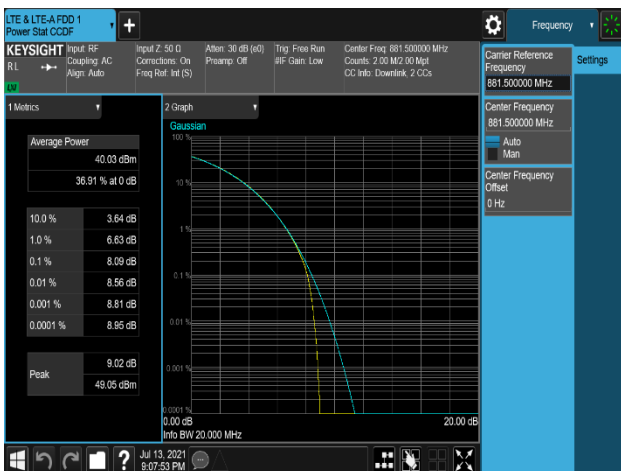 LTE & LTE-A FDD 1
Power Stat CCDF
Frequency
KEYSIGHT
RL
Input: RF
Coupling: AC
Align: Auto
Input Z: 50 Ω
Corrections: On
Freq Ref: Int (S)
Atten: 30 dB (e0)
Preamp: Off
Trig: Free Run
#IF Gain: Low
Center Freq: 881.500000 MHz
Counts: 2.00 M/2.00 Mpt
CC Info: Downlink, 2 CCs
LW
1 Metrics
Average Power
40.03 dBm
36.91 % at 0 dB
10.0 % 3.64 dB
1.0 % 6.63 dB
0.1 % 8.09 dB
0.01 % 8.56 dB
0.001 % 8.81 dB
0.0001 % 8.95 dB
Peak
9.02 dB
49.05 dBm
2 Graph
Gaussian
100 %
10 %
1 %
0.1 %
0.01 %
0.001 %
0.0001 %
0.00 dB
20.00 dB
Info BW 20.000 MHz
Carrier Reference
Frequency
881.500000 MHz
Settings
Center Frequency
881.500000 MHz
Auto
Man
Center Frequency
Offset
0 Hz
?
Jul 13, 2021
9:07:53 PM